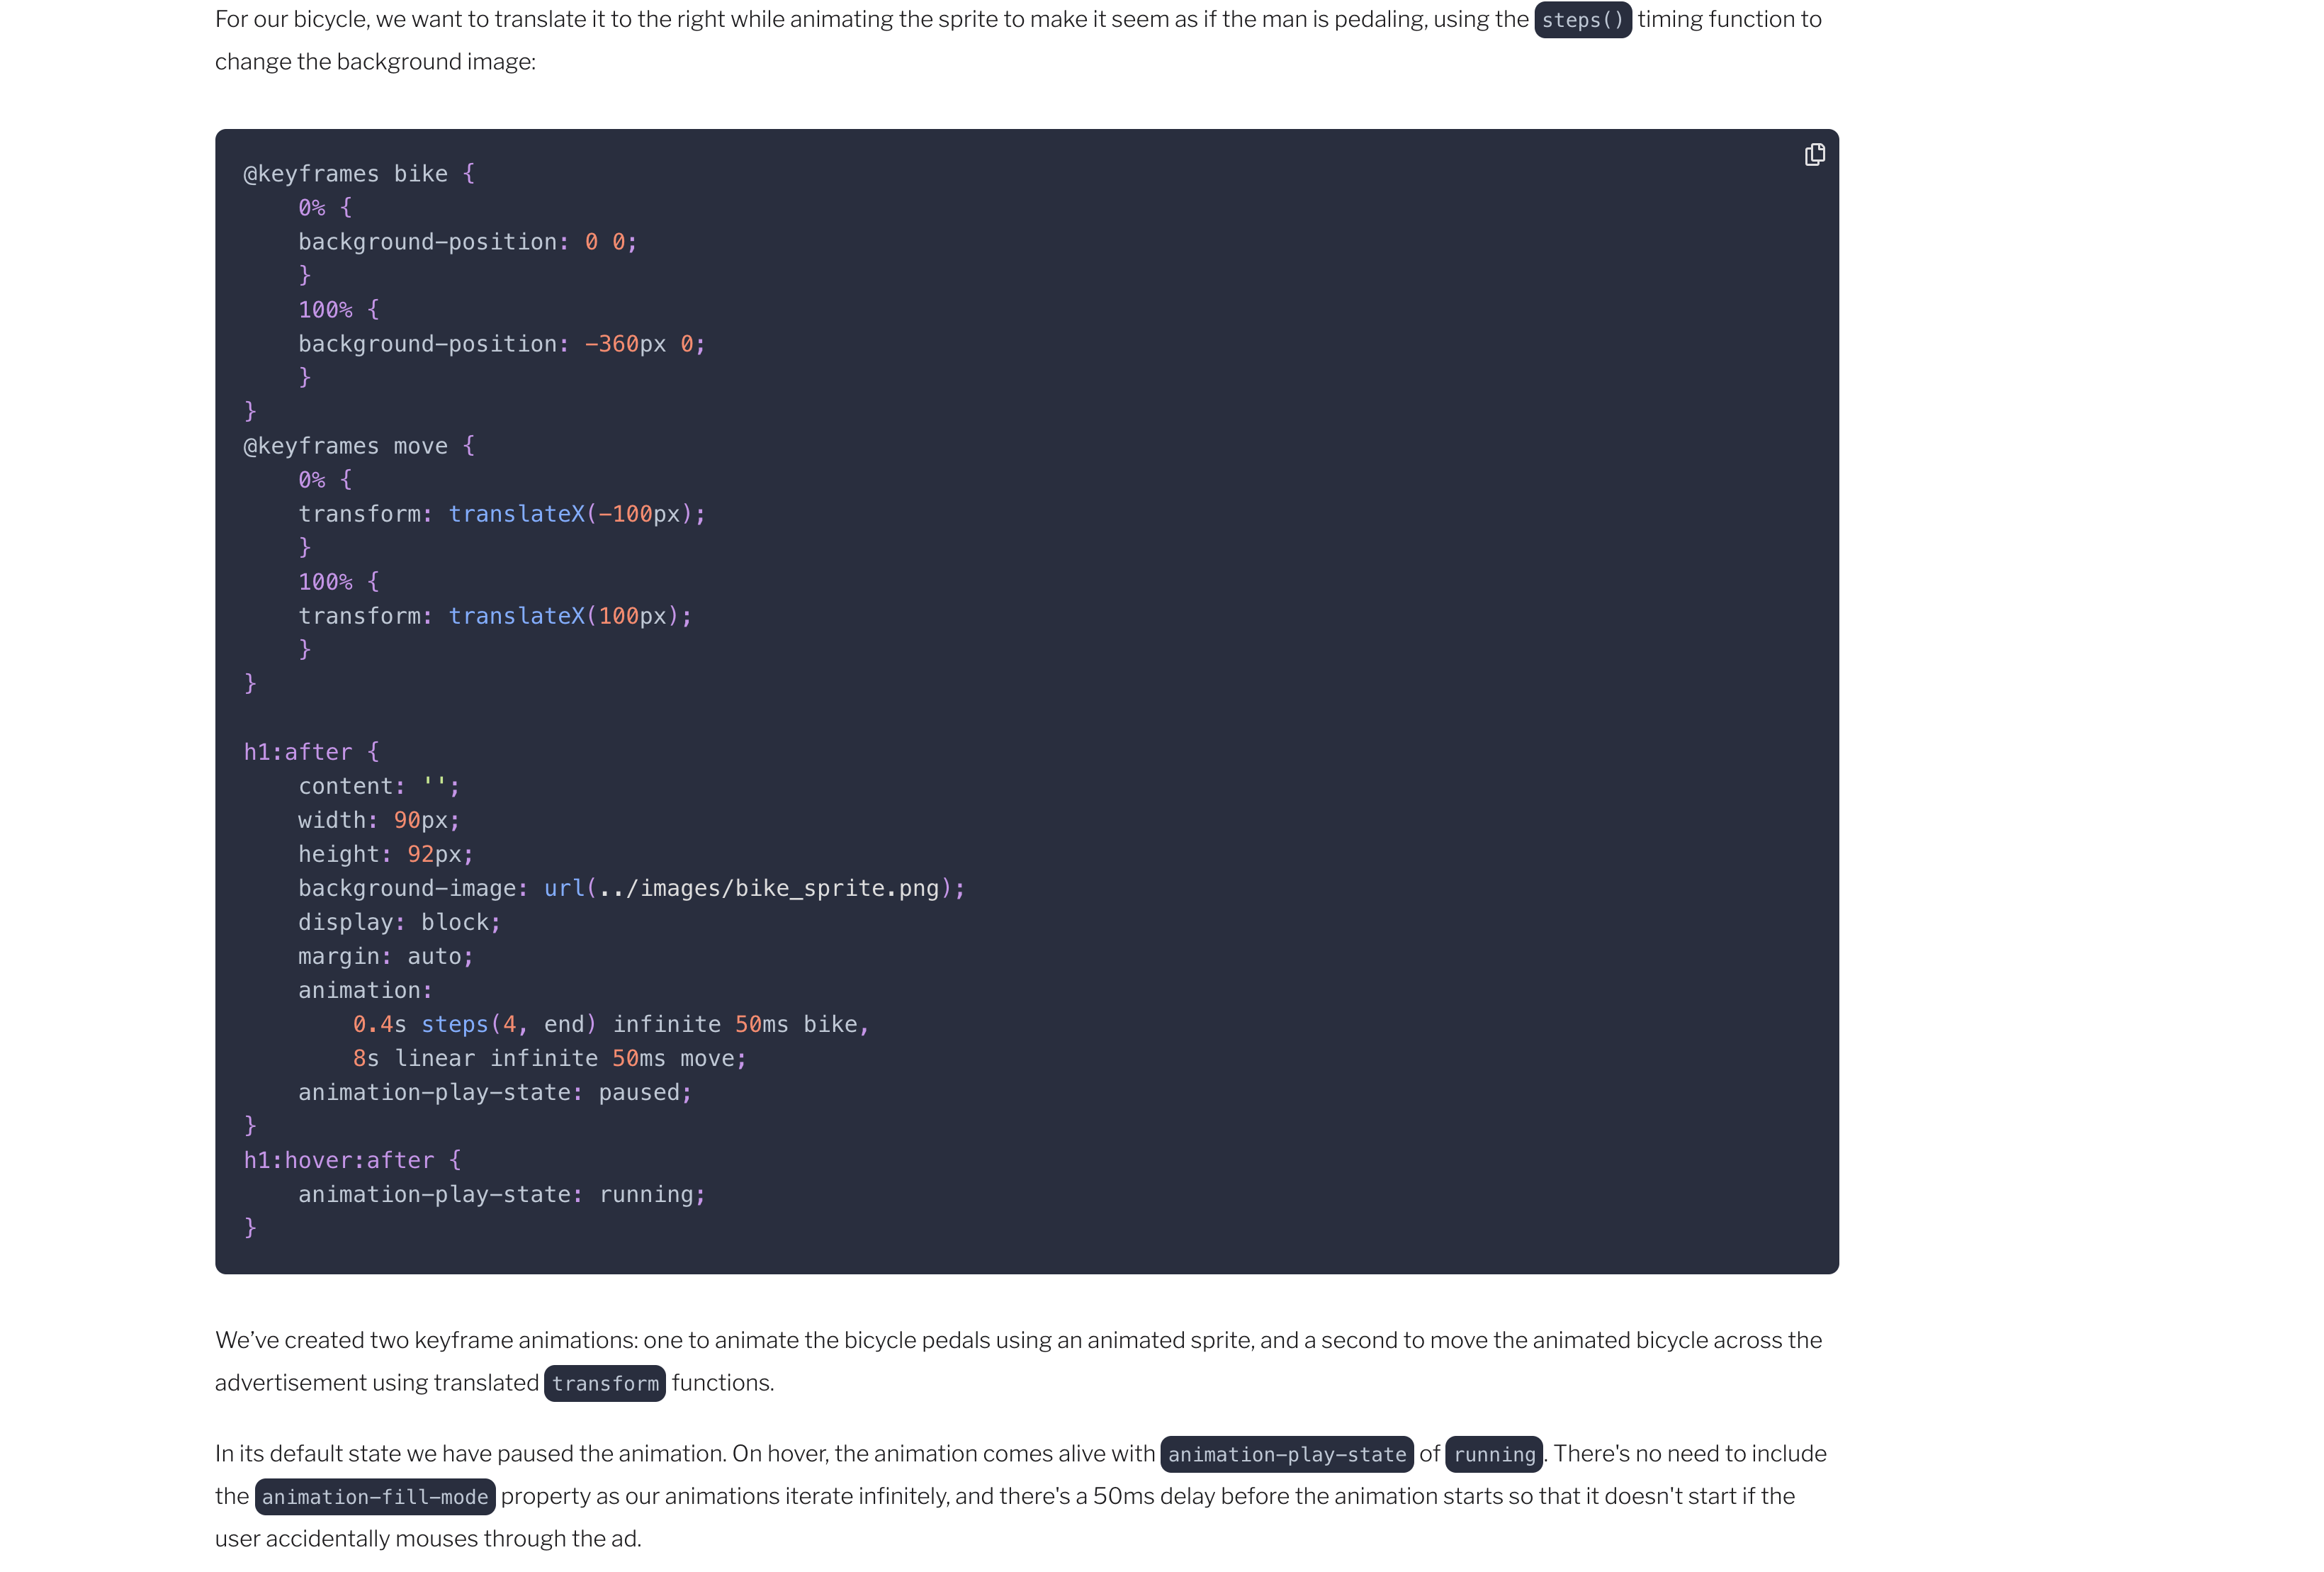 For our bicycle, we want to translate it to the right while animating the sprite to make it seem as if the man is pedaling, using the steps() timing function to
change the background image:
@keyframes bike {
    0% {
    background-position: 0 0;
    }
    100% {
    background-position: -360px 0;
    }
}
@keyframes move {
    0% {
    transform: translateX(-100px);
    }
    100% {
    transform: translateX(100px);
    }
}
h1:after {
    content: '';
    width: 90px;
    height: 92px;
    background-image: url(../images/bike_sprite.png);
    display: block;
    margin: auto;
    animation:
        0.4s steps(4, end) infinite 50ms bike,
        8s linear infinite 50ms move;
    animation-play-state: paused;
}
h1:hover:after {
    animation-play-state: running;
}
We’ve created two keyframe animations: one to animate the bicycle pedals using an animated sprite, and a second to move the animated bicycle across the
advertisement using translated transform functions.
In its default state we have paused the animation. On hover, the animation comes alive with animation-play-state of running. There's no need to include
the animation-fill-mode property as our animations iterate infinitely, and there's a 50ms delay before the animation starts so that it doesn't start if the
user accidentally mouses through the ad.